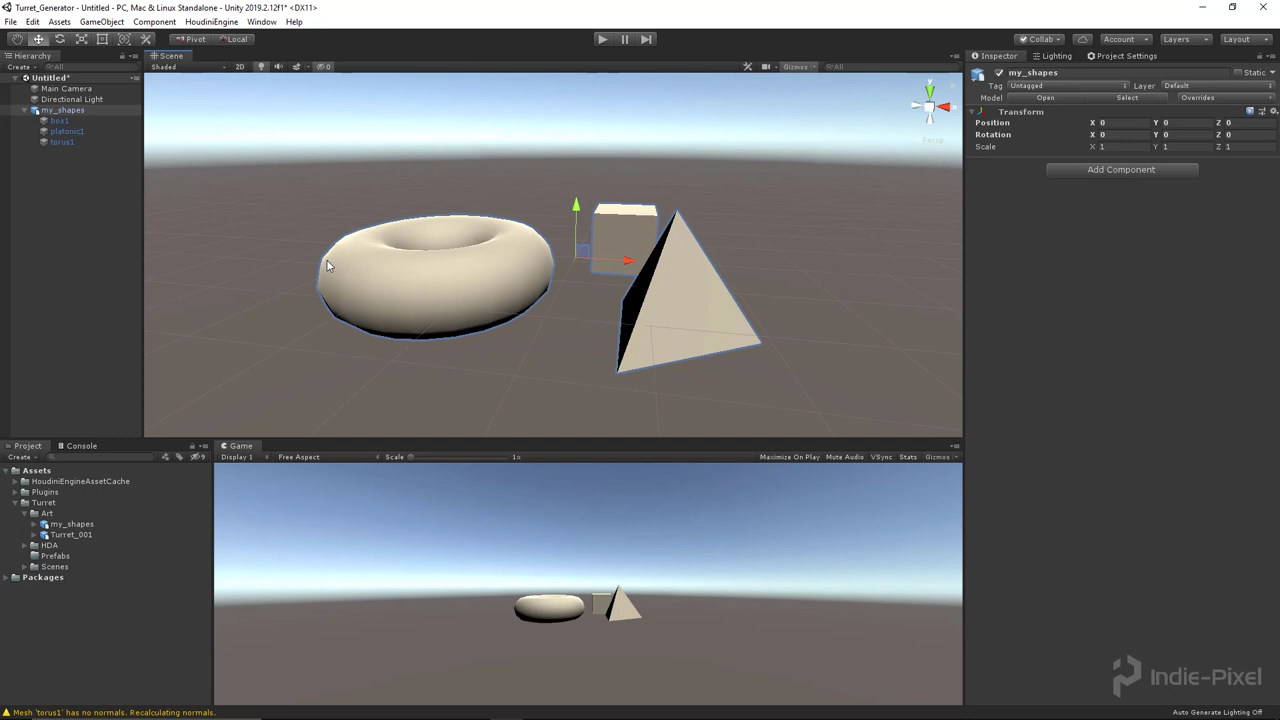 Turret_Generator - Untitled - PC, Mac & Linux Standalone - Unity 2019.2.12f1* <DX11>
File Edit Assets GameObject Component HoudiniEngine Window Help
Pivot Local Collab Account Layers Layout
Hierarchy
Create All
Untitled*
Main Camera
Directional Light
my_shapes
box1
platonic1
torus1
Scene
Shaded 2D 0 Gizmos All
y
Persp
Inspector Lighting Project Settings
my_shapes Static
Tag Untagged Layer Default
Model Open Select Overrides
Transform
Position X 0 Y 0 Z 0
Rotation X 0 Y 0 Z 0
Scale X 1 Y 1 Z 1
Add Component
Project Console
Create 9
Assets
HoudiniEngineAssetCache
Plugins
Turret
Art
my_shapes
Turret_001
HDA
Prefabs
Scenes
Packages
Game
Display 1 Free Aspect Scale 1x Maximize On Play Mute Audio VSync Stats Gizmos
Indie-Pixel
Mesh 'torus1' has no normals. Recalculating normals.
Auto Generate Lighting Off